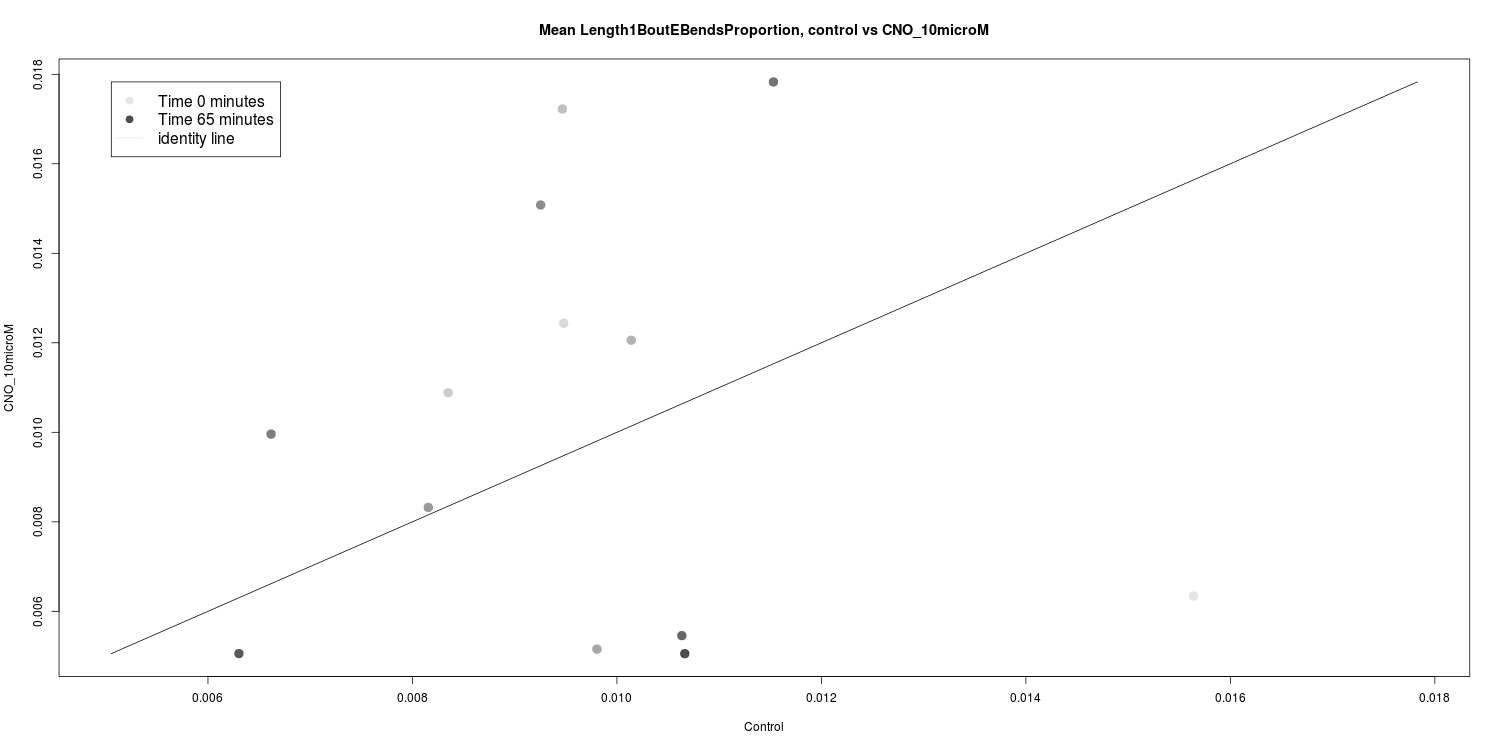 Mean Length1BoutEBendsProportion, control vs CNO_10microM
Time 0 minutes
Time 65 minutes
identity line
CNO_10microM
0.018
0.016
0.014
0.012
0.010
0.008
0.006
0.006 0.008 0.010 0.012 0.014 0.016 0.018
Control